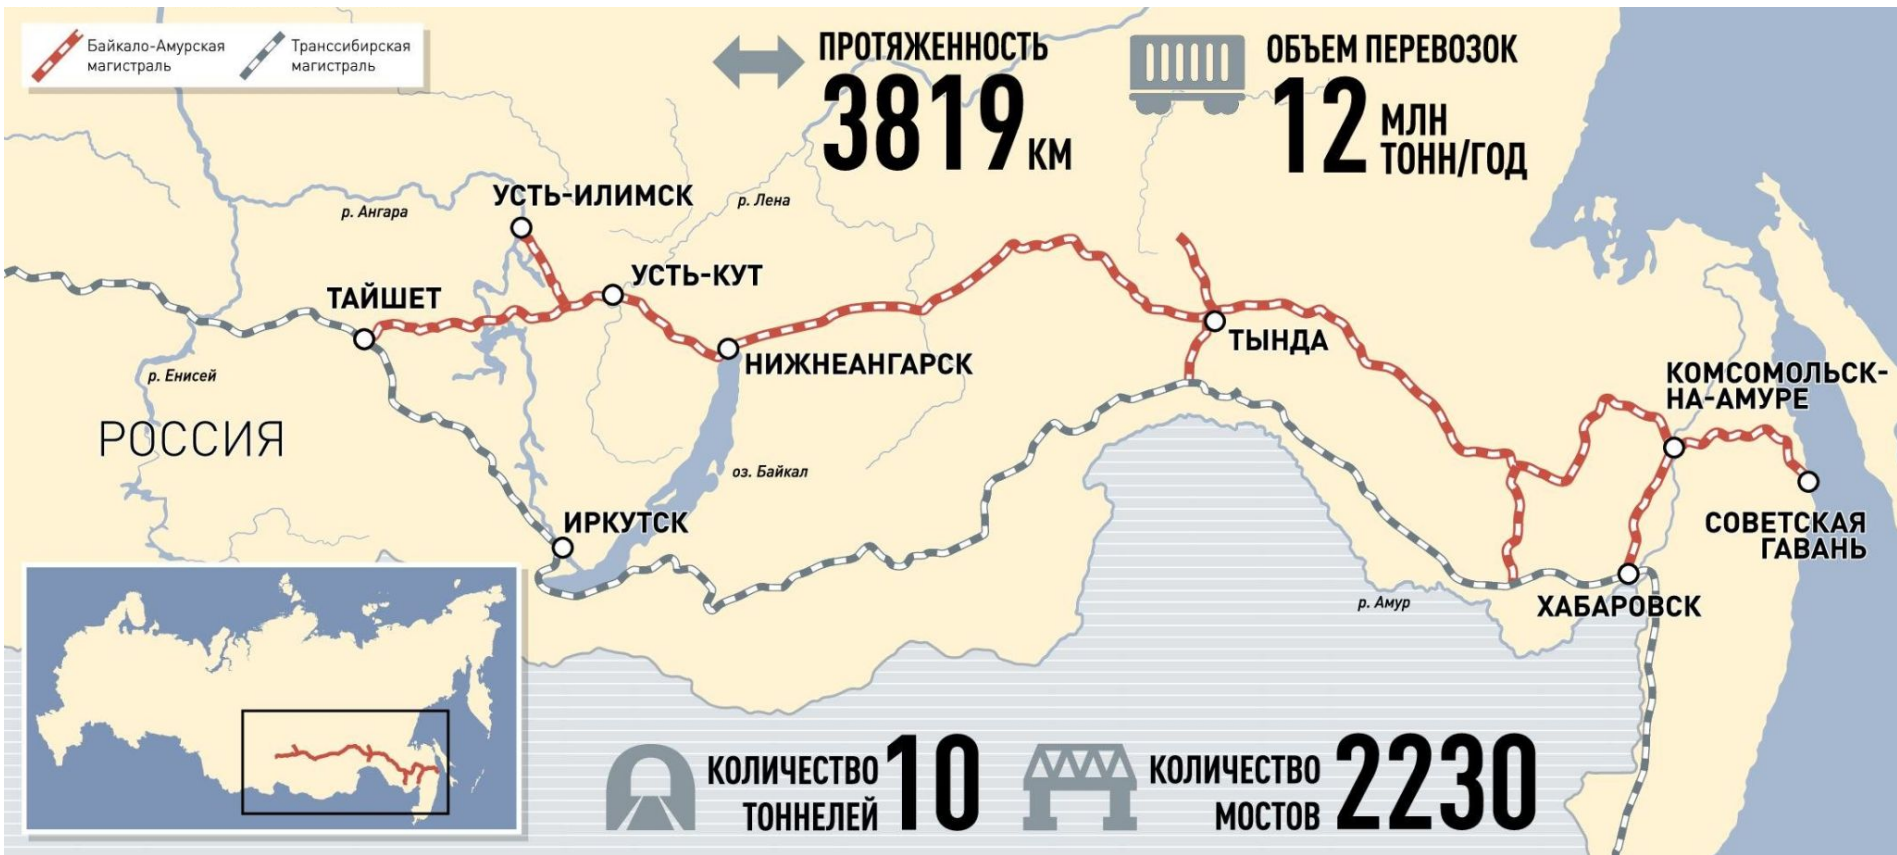 Байкало-Амурская
магистраль
Транссибирская
магистраль
ПРОТЯЖЕННОСТЬ
3819 КМ
ОБЪЕМ ПЕРЕВОЗОК
12 МЛН
ТОНН/ГОД
УСТЬ-ИЛИМСК
р. Ангара
р. Лена
УСТЬ-КУТ
ТАЙШЕТ
ТЫНДА
НИЖНЕАНГАРСК
р. Енисей
КОМСОМОЛЬСК-
НА-АМУРЕ
РОССИЯ
оз. Байкал
ИРКУТСК
СОВЕТСКАЯ
ГАВАНЬ
р. Амур
ХАБАРОВСК
КОЛИЧЕСТВО
ТОННЕЛЕЙ 10
КОЛИЧЕСТВО
МОСТОВ 2230